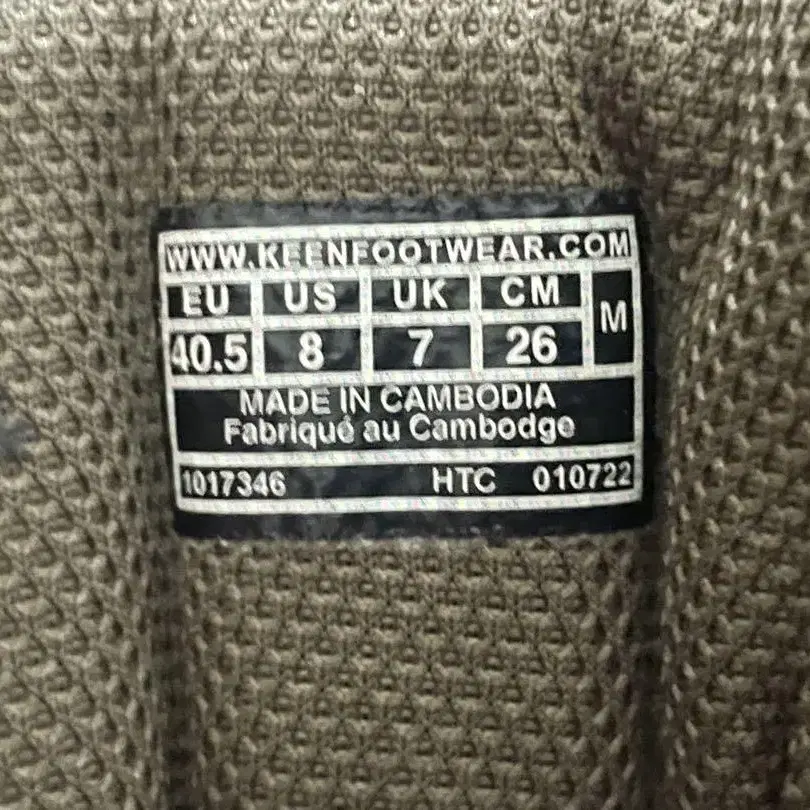 WWW.KEENFOOTWEAR.COM
EU US UK CM M
40.5 8 7 26
MADE IN CAMBODIA
Fabriqué au Cambodge
1017346 HTC 010722